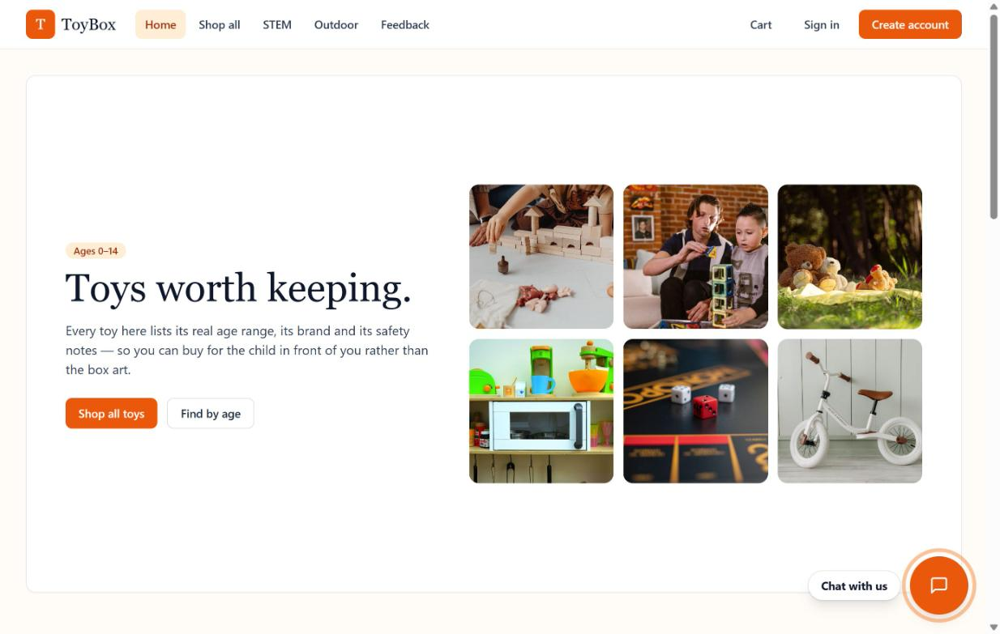 T ToyBox Home Shop all STEM Outdoor Feedback Cart Sign in Create account
Ages 0–14
Toys worth keeping.
Every toy here lists its real age range, its brand and its safety
notes — so you can buy for the child in front of you rather than
the box art.
Shop all toys Find by age
Chat with us